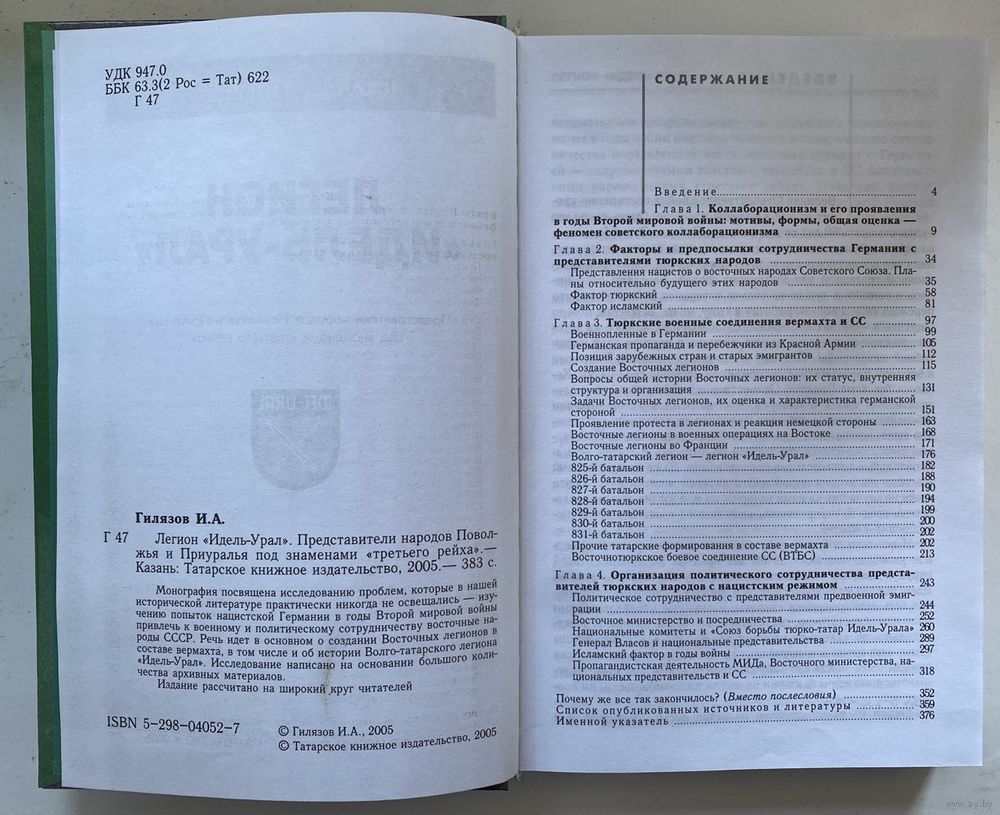 УДК 947.0
ББК 63.3(2 Рос = Тат) 622
Г 47
Гилязов И.А.
Г 47 Легион «Идель-Урал». Представители народов Повол-
жья и Приуралья под знаменами «третьего рейха».—
Казань: Татарское книжное издательство, 2005.— 383 с.
Монография посвящена исследованию проблем, которые в нашей
исторической литературе практически никогда не освещались — изу-
чению попыток нацистской Германии в годы Второй мировой войны
привлечь к военному и политическому сотрудничеству восточные на-
роды СССР. Речь идет в основном о создании Восточных легионов в
составе вермахта, в том числе и об истории Волго-татарского легиона
«Идель-Урал». Исследование написано на основании большого коли-
чества архивных материалов.
Издание рассчитано на широкий круг читателей
ISBN 5-298-04052-7
© Гилязов И.А., 2005
© Татарское книжное издательство, 2005
СОДЕРЖАНИЕ
Введение 4
Глава 1. Коллаборационизм и его проявления
в годы Второй мировой войны: мотивы, формы, общая оценка —
феномен советского коллаборационизма 9
Глава 2. Факторы и предпосылки сотрудничества Германии с
представителями тюркских народов 34
Представления нацистов о восточных народах Советского Союза. Пла-
ны относительно будущего этих народов 35
Фактор тюркский 58
Фактор исламский 81
Глава 3. Тюркские военные соединения вермахта и СС 97
Военнопленные в Германии 99
Германская пропаганда и перебежчики из Красной Армии 105
Позиция зарубежных стран и старых эмигрантов 112
Создание Восточных легионов 115
Вопросы общей истории Восточных легионов: их статус, внутренняя
структура и организация 131
Задачи Восточных легионов, их оценка и характеристика германской
стороной 151
Проявление протеста в легионах и реакция немецкой стороны 163
Восточные легионы в военных операциях на Востоке 168
Восточные легионы во Франции 171
Волго-татарский легион — легион «Идель-Урал» 176
825-й батальон 182
826-й батальон 188
827-й батальон 190
828-й батальон 194
829-й батальон 199
830-й батальон 200
831-й батальон 202
Прочие татарские формирования в составе вермахта 202
Восточнотюркское боевое соединение СС (ВТБС) 213
Глава 4. Организация политического сотрудничества предста-
вителей тюркских народов с нацистским режимом 243
Политическое сотрудничество с представителями предвоенной эмиг-
рации 244
Восточное министерство и посредничества 252
Национальные комитеты и «Союз борьбы тюрко-татар Идель-Урала» 260
Генерал Власов и национальные представительства 289
Исламский фактор в годы войны 297
Пропагандистская деятельность МИДа, Восточного министерства, на-
циональных представительств и СС 318
Почему же все так закончилось? (Вместо послесловия) 352
Список опубликованных источников и литературы 359
Именной указатель 376
www.ay.by